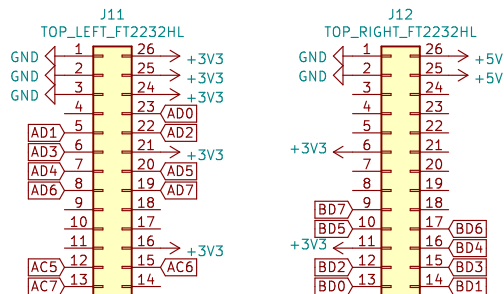 J11 J12
TOP_LEFT_FT2232HL TOP_RIGHT_FT2232HL
GND 1 26 +3V3 GND 1 26 +5V
GND 2 25 +3V3 GND 2 25 +5V
GND 3 24 +3V3 3 24
4 23 AD0 4 23
AD1 5 22 AD2 5 22
AD3 6 21 +3V3 +3V3 6 21
AD4 7 20 AD5 7 20
AD6 8 19 AD7 8 19
9 18 BD7 9 18
10 17 BD5 10 17 BD6
11 16 +3V3 +3V3 11 16 BD4
AC5 12 15 AC6 BD2 12 15 BD3
AC7 13 14 BD0 13 14 BD1